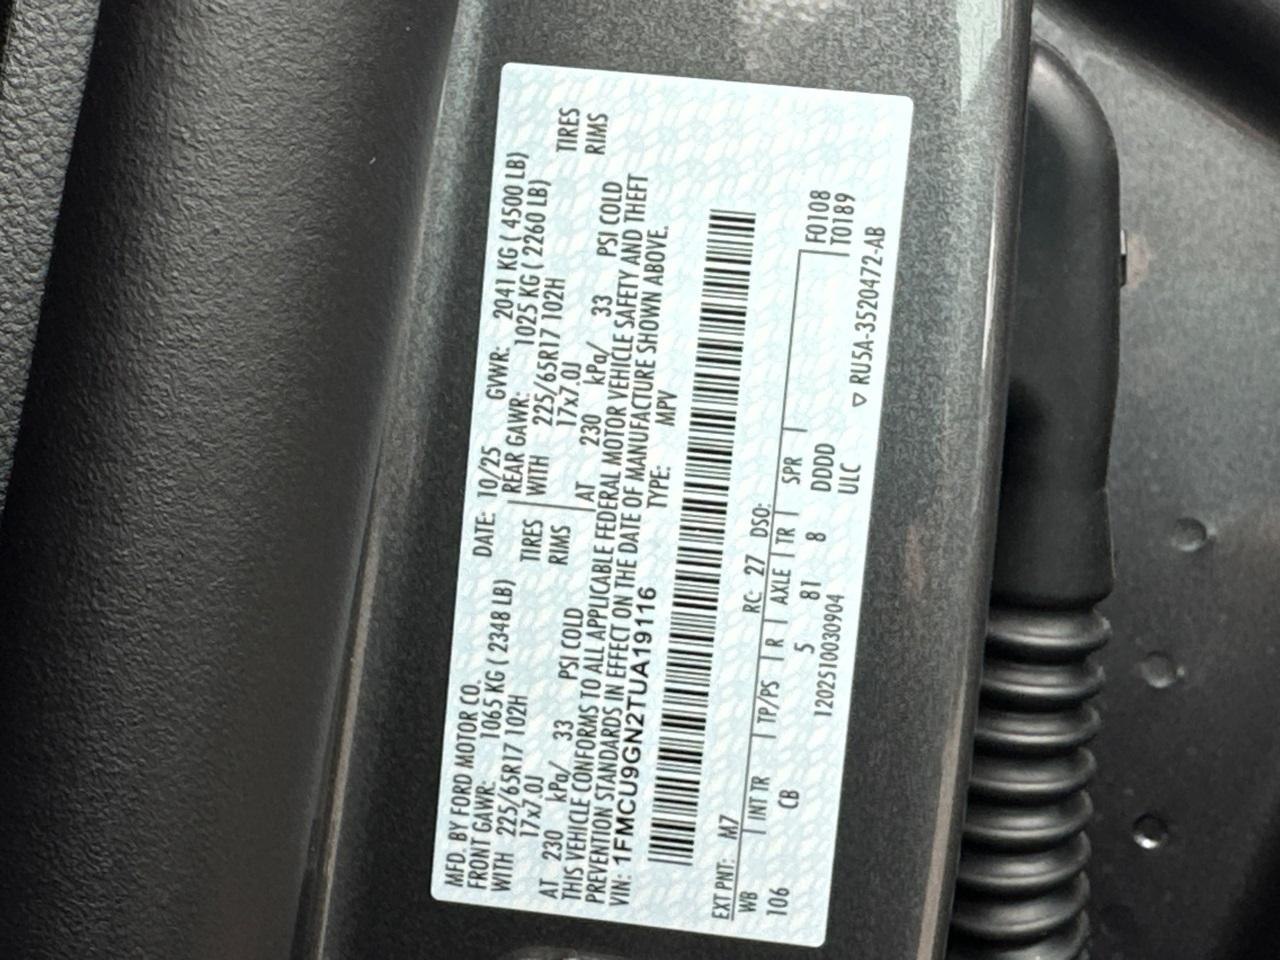 MFD. BY FORD MOTOR CO. DATE: 10/25 GVWR: 2041 KG ( 4500 LB)
FRONT GAWR: 1065 KG ( 2348 LB) REAR GAWR: 1025 KG ( 2260 LB)
WITH 225/65R17 102H TIRES WITH 225/65R17 102H TIRES
17x7.0J RIMS 17x7.0J RIMS
AT 230 kPa/ 33 PSI COLD AT 230 kPa/ 33 PSI COLD
THIS VEHICLE CONFORMS TO ALL APPLICABLE FEDERAL MOTOR VEHICLE SAFETY AND THEFT
PREVENTION STANDARDS IN EFFECT ON THE DATE OF MANUFACTURE SHOWN ABOVE.
VIN: 1FMCU9GN2TUA19116 TYPE: MPV
EXT PNT: M7 RC: 27 DSO:
WB INT TR TP/PS R AXLE TR SPR F0108
106 CB 5 81 8 DDDD T0189
1202510030904 ULC
▽ RU5A-3520472-AB